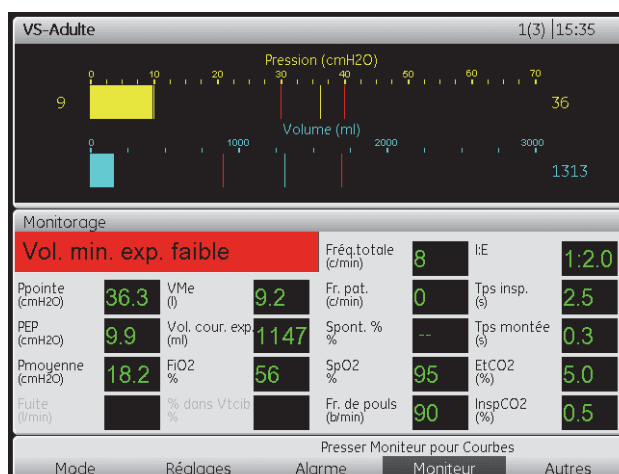 VS-Adulte 1(3) |15:35
Pression (cmH2O)
0 10 20 30 40 50 60 70
9 36
Volume (ml)
0 1000 2000 3000
1313
Monitorage
Vol. min. exp. faible
Fréq.totale (c/min) 8 I:E 1:2.0
Ppointe (cmH2O) 36.3 VMe (l) 9.2 Fr. pat. (c/min) 0 Tps insp. (s) 2.5
PEP (cmH2O) 9.9 Vol. cour. exp. (ml) 1147 Spont. % % -- Tps montée (s) 0.3
Pmoyenne (cmH2O) 18.2 FiO2 % 56 SpO2 % 95 EtCO2 (%) 5.0
Fuite (l/min) % dans Vtcib % Fr. de pouls (b/min) 90 InspCO2 (%) 0.5
Presser Moniteur pour Courbes
Mode Réglages Alarme Moniteur Autres